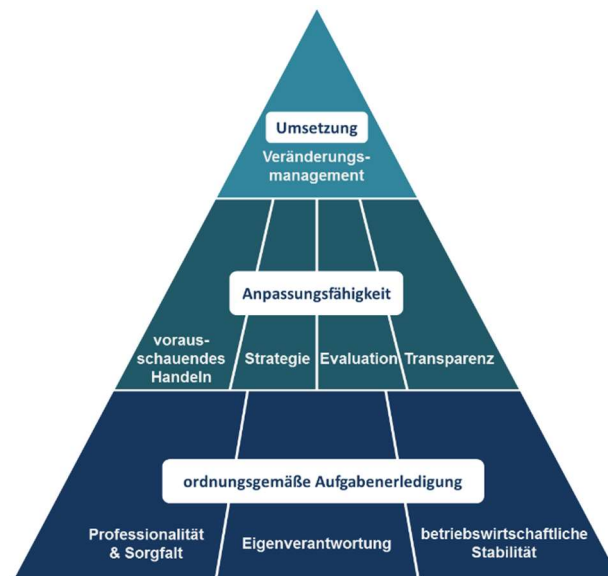 Umsetzung
Veränderungs-
management
Anpassungsfähigkeit
voraus-
schauendes
Handeln
Strategie
Evaluation
Transparenz
ordnungsgemäße Aufgabenerledigung
Professionalität
& Sorgfalt
Eigenverantwortung
betriebswirtschaftliche
Stabilität